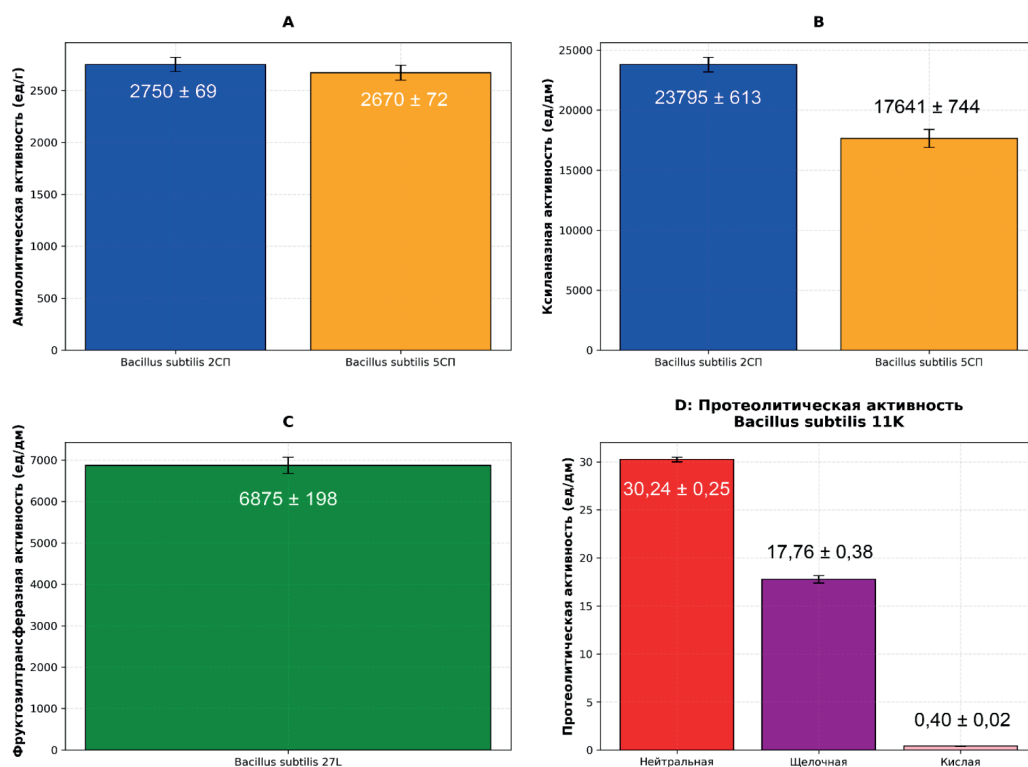 A
Амилолитическая активность (ед/г)
2500
2000
1500
1000
500
0
2750 ± 69
2670 ± 72
Bacillus subtilis 2СП
Bacillus subtilis 5СП
B
Ксиланазная активность (ед/дм)
25000
20000
15000
10000
5000
0
23795 ± 613
17641 ± 744
Bacillus subtilis 2СП
Bacillus subtilis 5СП
C
Фруктозилтрансферазная активность (ед/дм)
7000
6000
5000
4000
3000
2000
1000
0
6875 ± 198
Bacillus subtilis 27L
D: Протеолитическая активность
Bacillus subtilis 11K
Протеолитическая активность (ед/дм)
30
25
20
15
10
5
0
30,24 ± 0,25
17,76 ± 0,38
0,40 ± 0,02
Нейтральная
Щелочная
Кислая